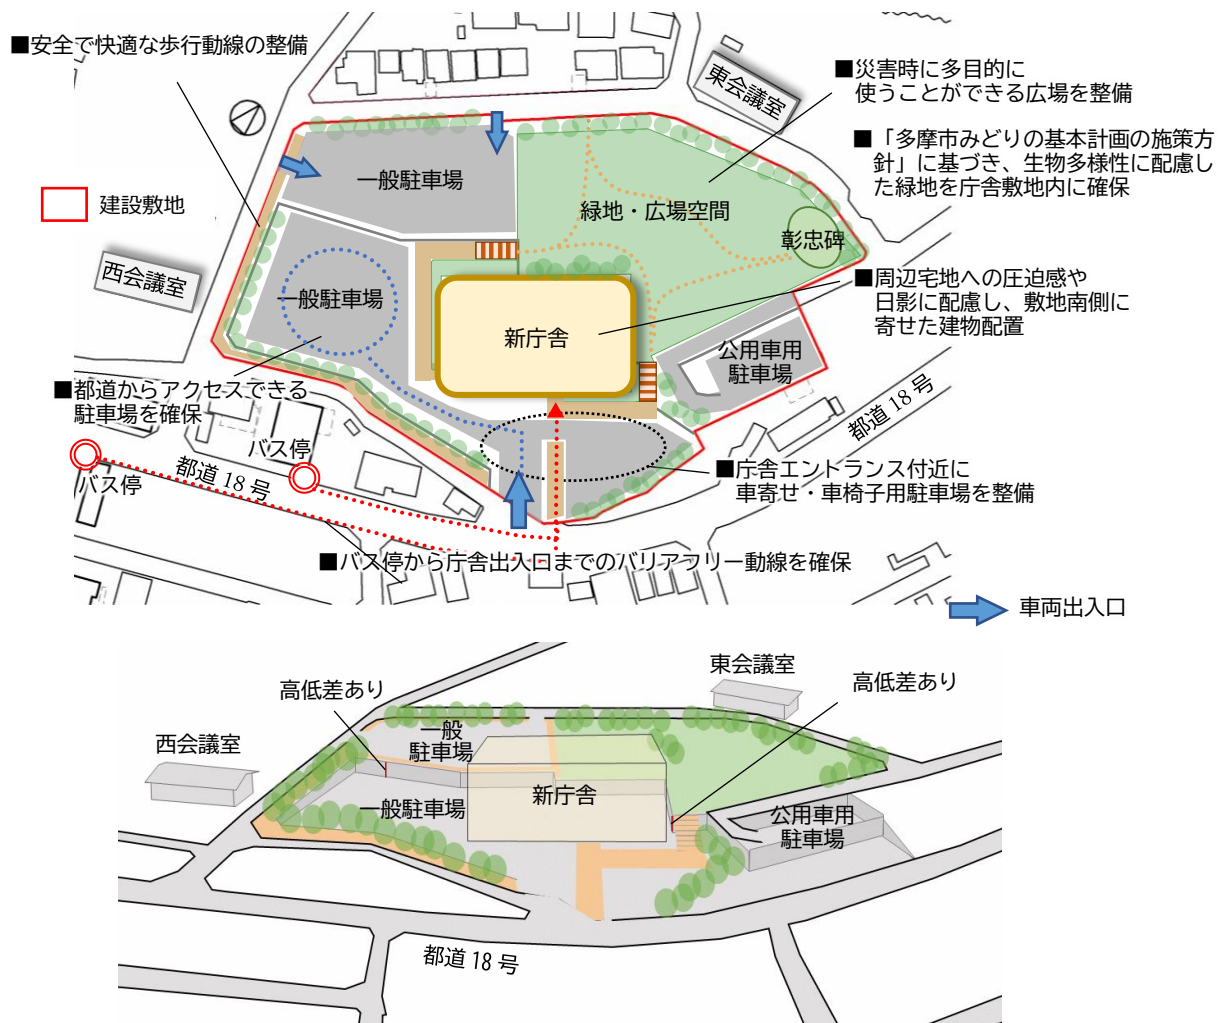 ■安全で快適な歩行動線の整備
東会議室
■災害時に多目的に
使うことができる広場を整備
■「多摩市みどりの基本計画の施策方
針」に基づき、生物多様性に配慮し
た緑地を庁舎敷地内に確保
一般駐車場
建設敷地
緑地・広場空間
彰忠碑
西会議室
一般駐車場
■周辺宅地への圧迫感や
日影に配慮し、敷地南側に
寄せた建物配置
新庁舎
公用車用
駐車場
■都道からアクセスできる
駐車場を確保
都道 18 号
バス停
バス停
都道 18 号
■庁舎エントランス付近に
車寄せ・車椅子用駐車場を整備
■バス停から庁舎出入口までのバリアフリー動線を確保
車両出入口
東会議室
高低差あり
高低差あり
西会議室
一般
駐車場
新庁舎
一般駐車場
公用車用
駐車場
都道 18 号